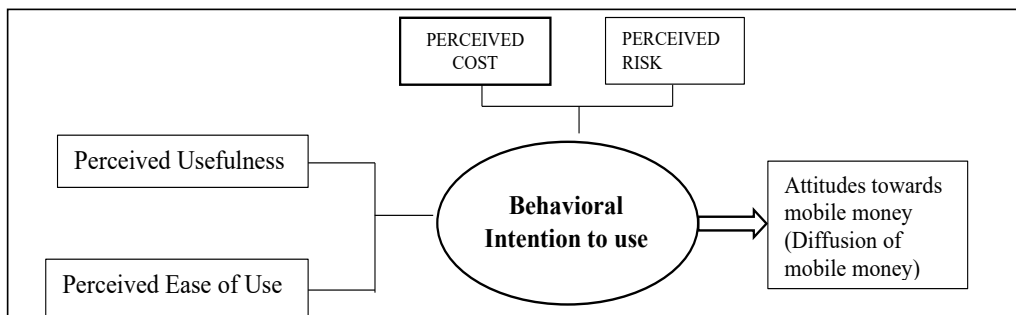 PERCEIVED
COST
PERCEIVED
RISK
Perceived Usefulness
Behavioral
Intention to use
Attitudes towards
mobile money
(Diffusion of
mobile money)
Perceived Ease of Use